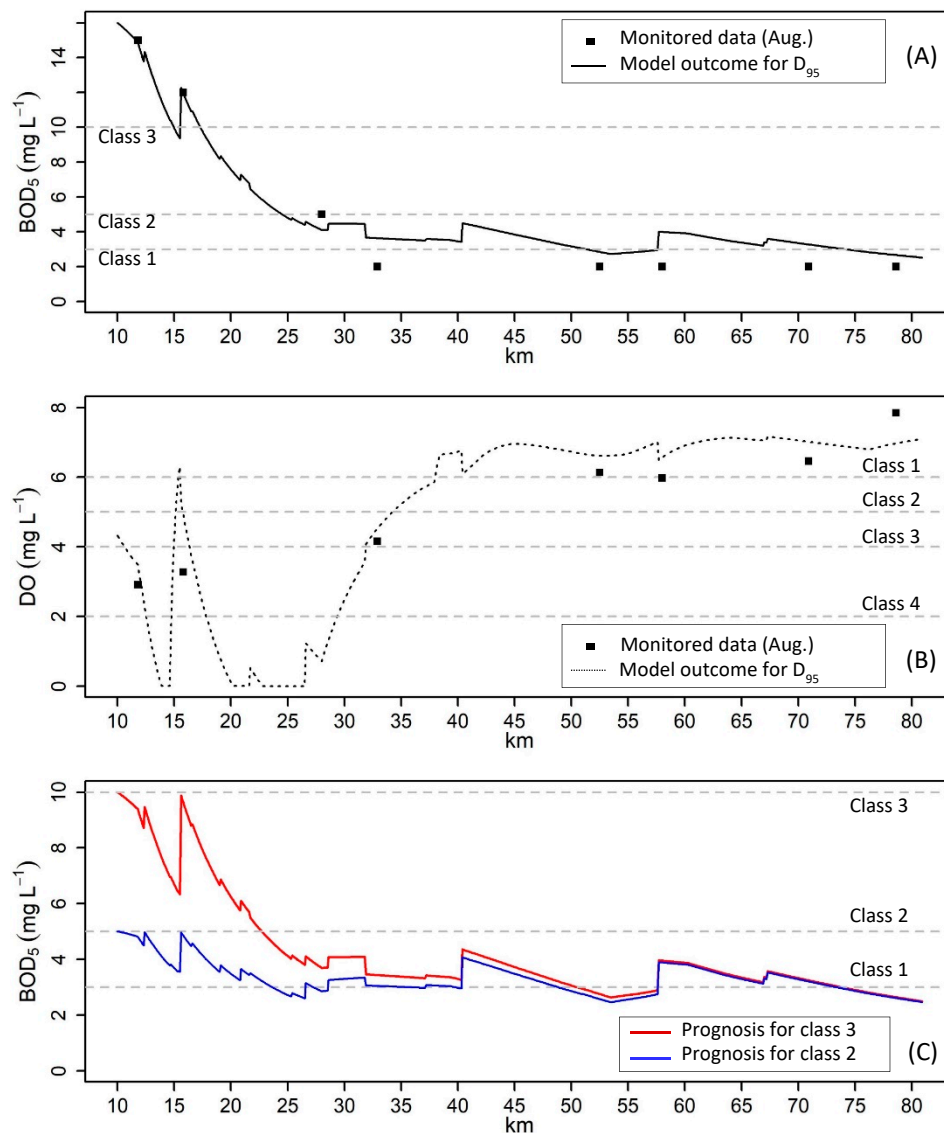 Monitored data (Aug.)
Model outcome for D95
(A)
BOD5 (mg L−1)
0 2 4 6 8 10 14
Class 3
Class 2
Class 1
10 15 20 25 30 35 40 45 50 55 60 65 70 75 80
km
DO (mg L−1)
0 2 4 6 8
Class 1
Class 2
Class 3
Class 4
Monitored data (Aug.)
Model outcome for D95
(B)
10 15 20 25 30 35 40 45 50 55 60 65 70 75 80
km
BOD5 (mg L−1)
0 2 4 6 8 10
Class 3
Class 2
Class 1
Prognosis for class 3
Prognosis for class 2
(C)
10 15 20 25 30 35 40 45 50 55 60 65 70 75 80
km